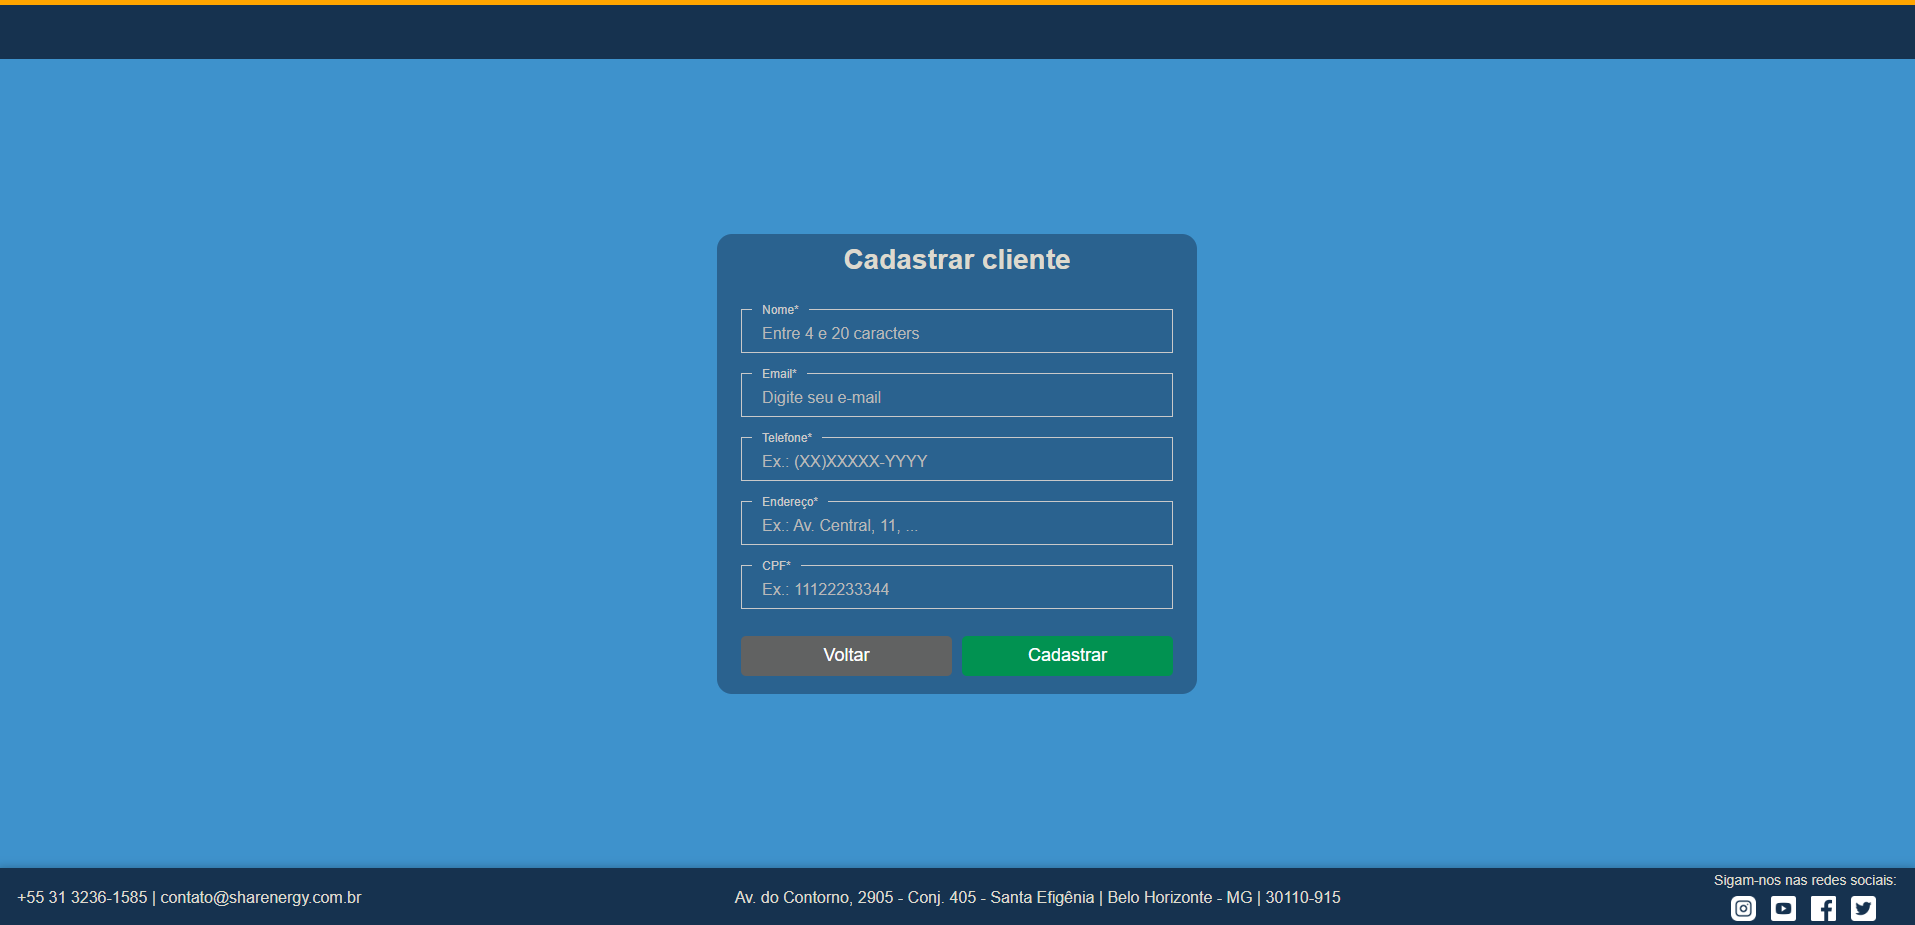 Cadastrar cliente
Nome*
Entre 4 e 20 caracters
Email*
Digite seu e-mail
Telefone*
Ex.: (XX)XXXXX-YYYY
Endereço*
Ex.: Av. Central, 11, ...
CPF*
Ex.: 11122233344
Voltar Cadastrar
+55 31 3236-1585 | contato@sharenergy.com.br
Av. do Contorno, 2905 - Conj. 405 - Santa Efigênia | Belo Horizonte - MG | 30110-915
Sigam-nos nas redes sociais: